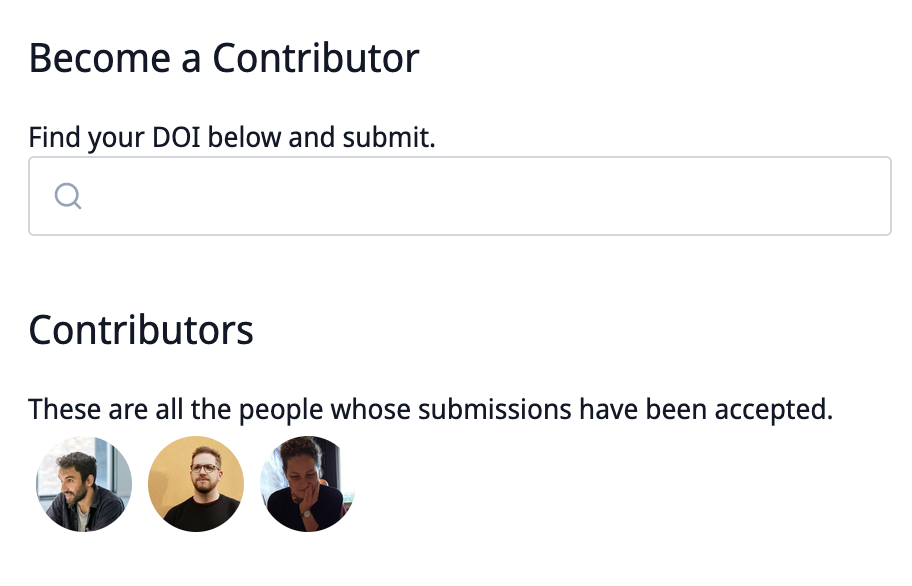 Become a Contributor
Find your DOI below and submit.
Contributors
These are all the people whose submissions have been accepted.